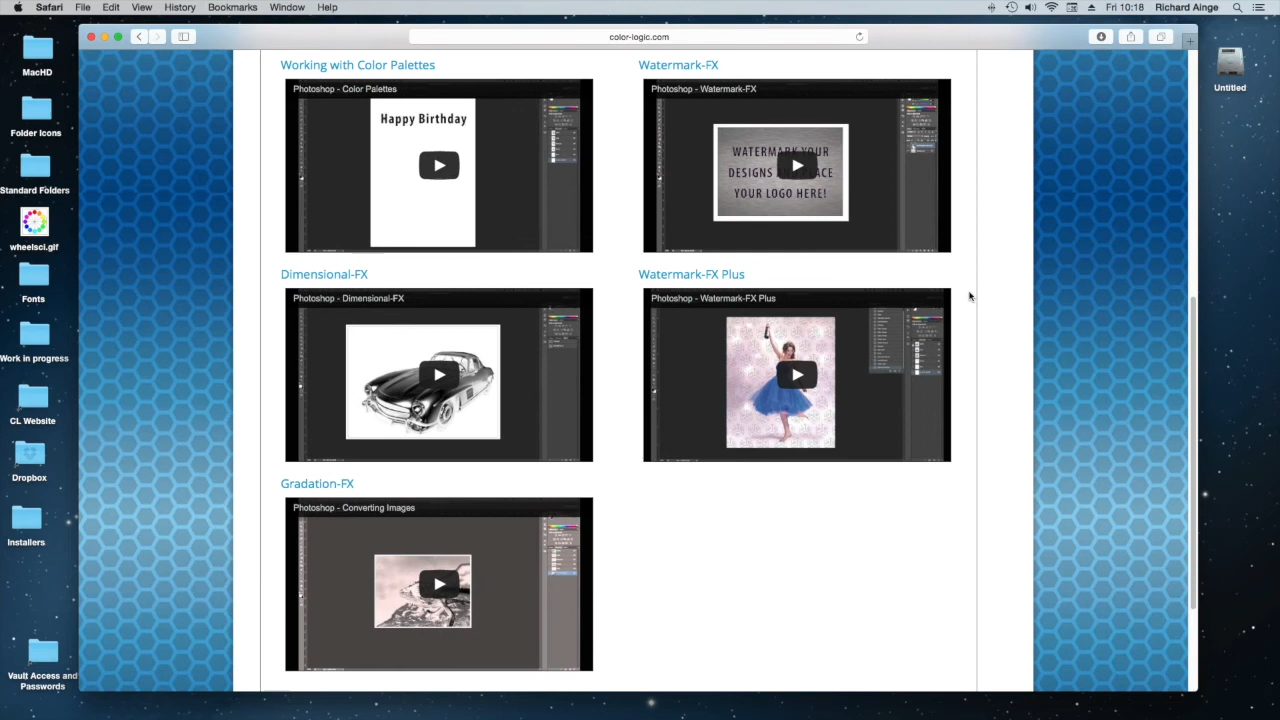 Safari File Edit View History Bookmarks Window Help
Fri 10:18 Richard Ainge
color-logic.com
MacHD
Folder Icons
Standard Folders
wheelsci.gif
Fonts
Work in progress
CL Website
Dropbox
Installers
Vault Access and
Passwords
Untitled
Working with Color Palettes
Photoshop - Color Palettes
Happy Birthday
Watermark-FX
Photoshop - Watermark-FX
WATERMARK YOUR
DESIGNS PLACE
YOUR LOGO HERE!
Dimensional-FX
Photoshop - Dimensional-FX
Watermark-FX Plus
Photoshop - Watermark-FX Plus
Gradation-FX
Photoshop - Converting Images